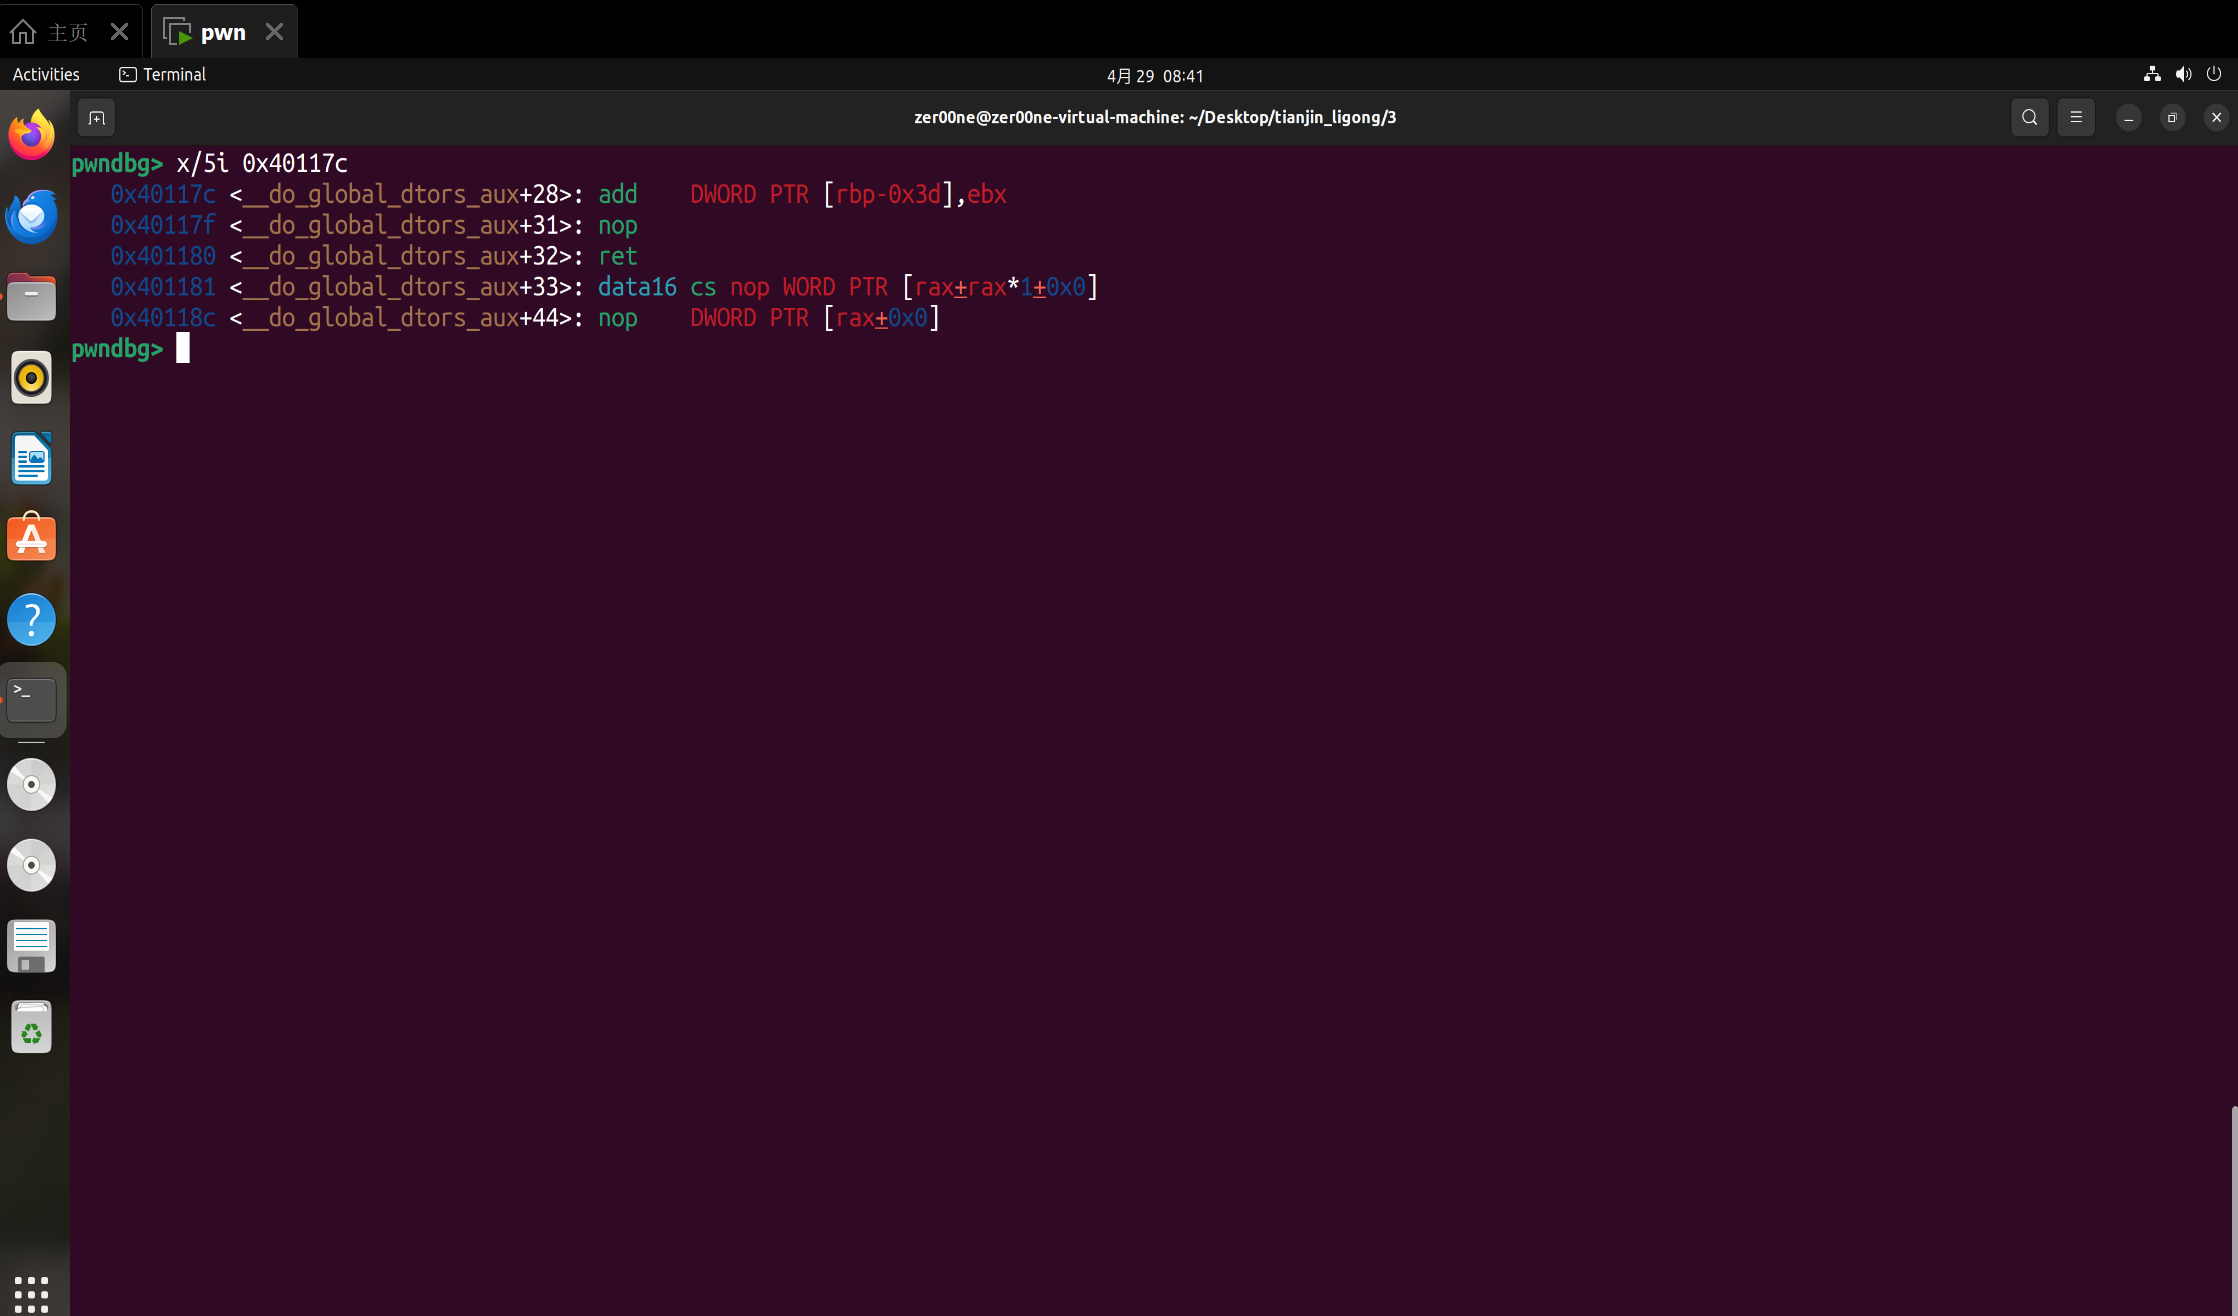 主页
pwn
Activities Terminal 4月 29 08:41
zer00ne@zer00ne-virtual-machine: ~/Desktop/tianjin_ligong/3
pwndbg> x/5i 0x40117c
0x40117c <__do_global_dtors_aux+28>: add DWORD PTR [rbp-0x3d],ebx
0x40117f <__do_global_dtors_aux+31>: nop
0x401180 <__do_global_dtors_aux+32>: ret
0x401181 <__do_global_dtors_aux+33>: data16 cs nop WORD PTR [rax+rax*1+0x0]
0x40118c <__do_global_dtors_aux+44>: nop DWORD PTR [rax+0x0]
pwndbg>